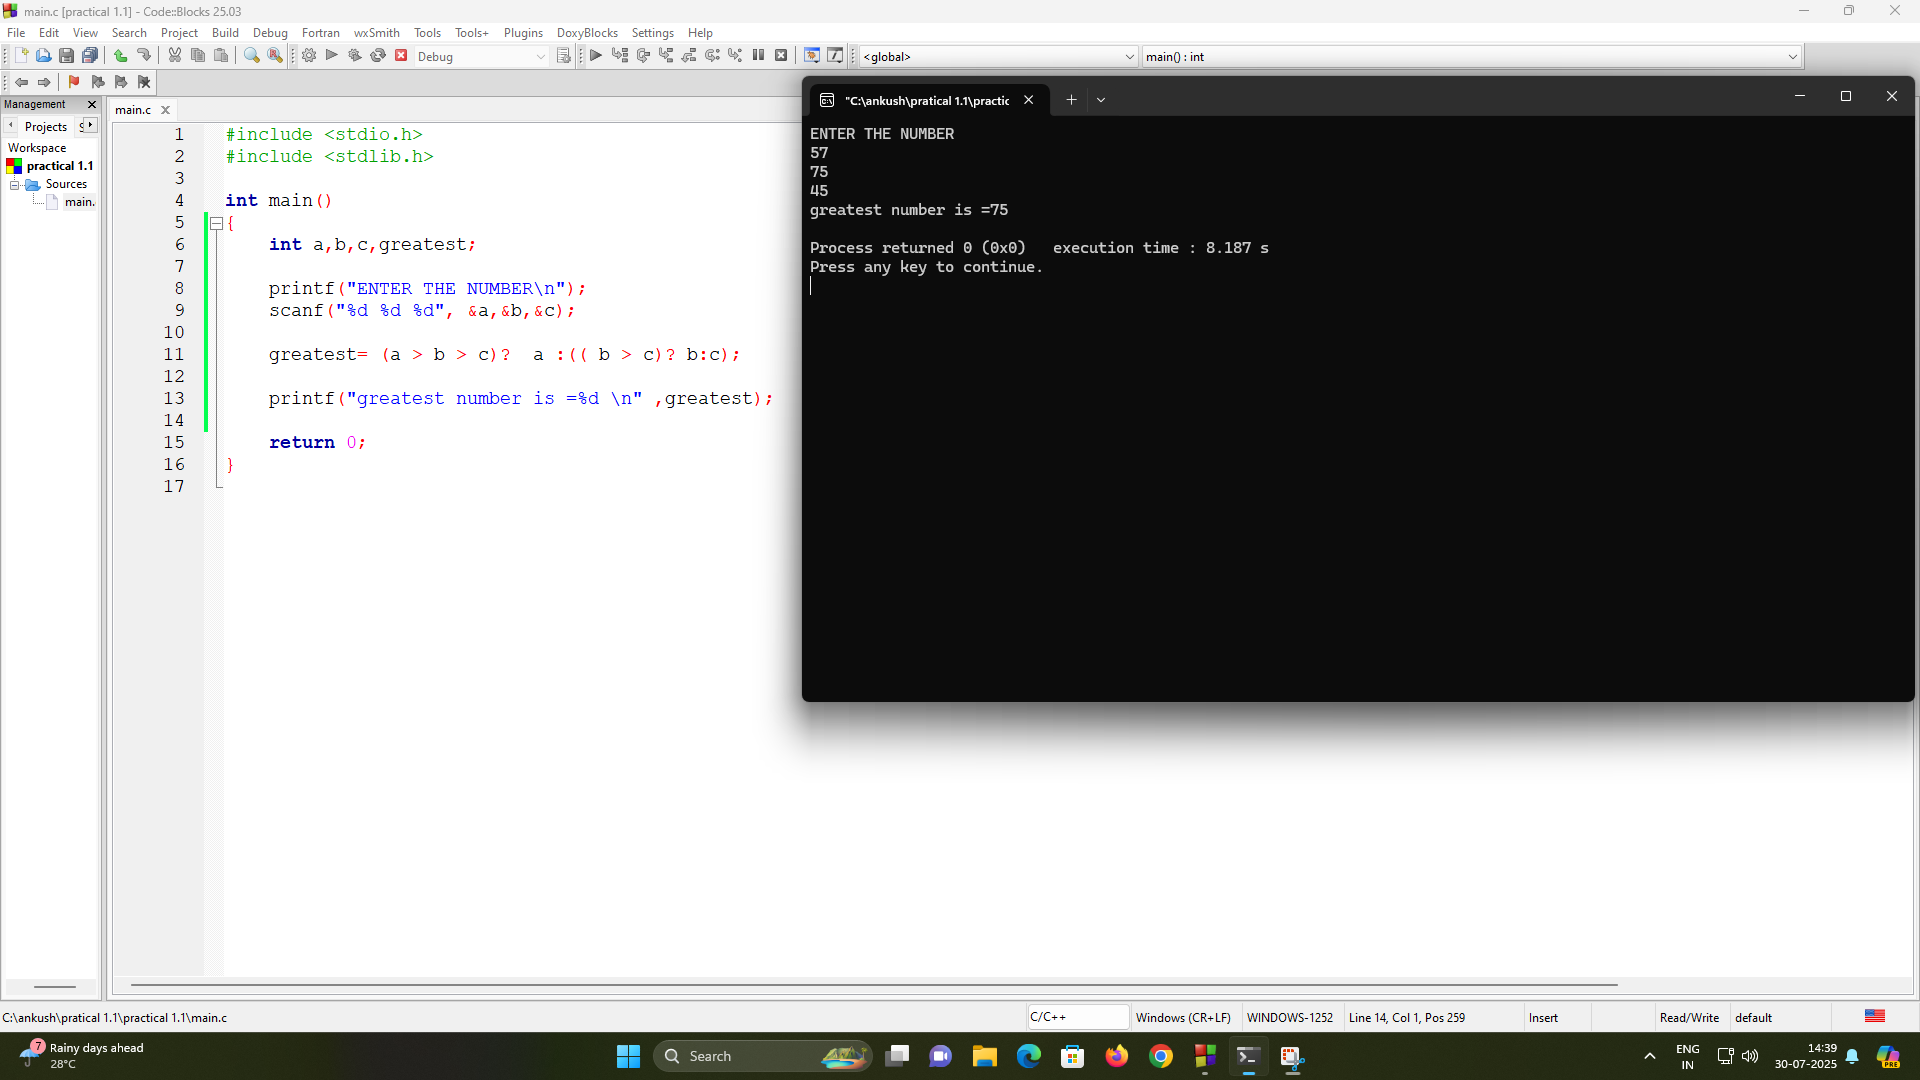 main.c [practical 1.1] - Code::Blocks 25.03
File Edit View Search Project Build Debug Fortran wxSmith Tools Tools+ Plugins DoxyBlocks Settings Help
Debug
<global>
main() : int
Management
Projects
Workspace
practical 1.1
Sources
main.
main.c
1 #include <stdio.h>
2 #include <stdlib.h>
3
4 int main()
5 {
6 int a,b,c,greatest;
7
8 printf("ENTER THE NUMBER\n");
9 scanf("%d %d %d", &a,&b,&c);
10
11 greatest= (a > b > c)?  a :(( b > c)? b:c);
12
13 printf("greatest number is =%d \n" ,greatest);
14
15 return 0;
16 }
17
"C:\ankush\pratical 1.1\practic
ENTER THE NUMBER
57
75
45
greatest number is =75
Process returned 0 (0x0)   execution time : 8.187 s
Press any key to continue.
C:\ankush\pratical 1.1\practical 1.1\main.c
C/C++
Windows (CR+LF)
WINDOWS-1252
Line 14, Col 1, Pos 259
Insert
Read/Write
default
7
Rainy days ahead
28°C
Search
ENG
IN
14:39
30-07-2025
PRE